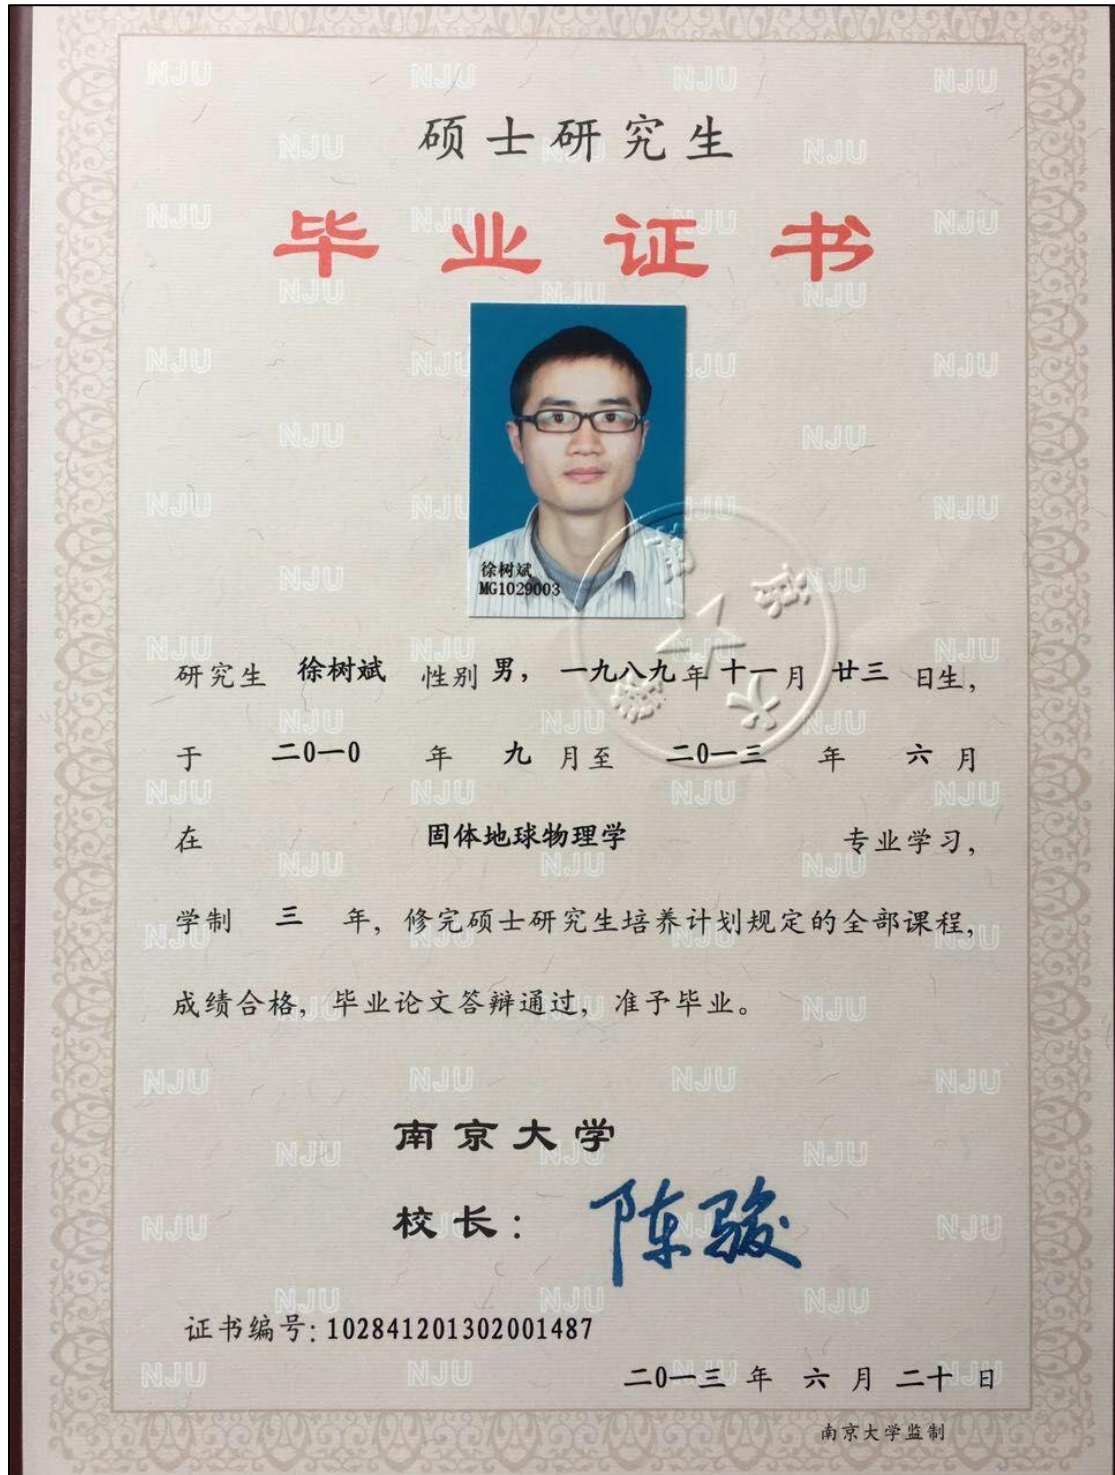 硕士研究生
毕业证书
徐树斌
MG1029003
研究生 徐树斌 性别 男，一九八九年 十一月 廿三 日生，
于 二0一0 年 九 月至 二0一三 年 六 月
在 固体地球物理学 专业学习，
学制 三 年，修完硕士研究生培养计划规定的全部课程，
成绩合格，毕业论文答辩通过，准予毕业。
南京大学
校长：陈骏
证书编号：102841201302001487
二0一三 年 六 月 二十 日
南京大学监制
NJU